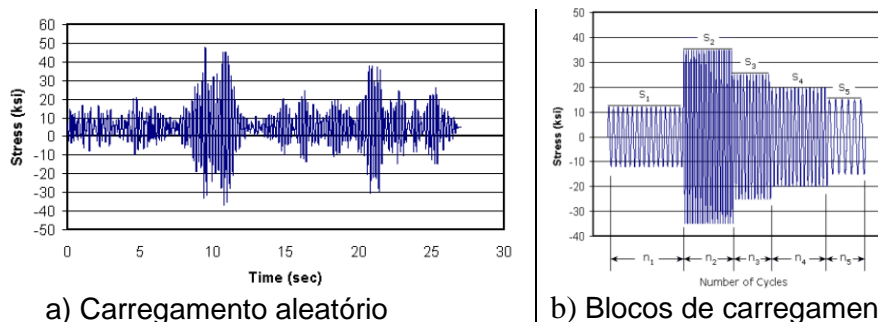 60
50
40
30
20
10
0
-10
-20
-30
-40
-50
Stress (ksi)
0 5 10 15 20 25 30
Time (sec)
a) Carregamento aleatório
50
40
30
20
10
0
-10
-20
-30
-40
Stress (ksi)
S1
S2
S3
S4
S5
n1 n2 n3 n4 n5
Number of Cycles
b) Blocos de carregamen